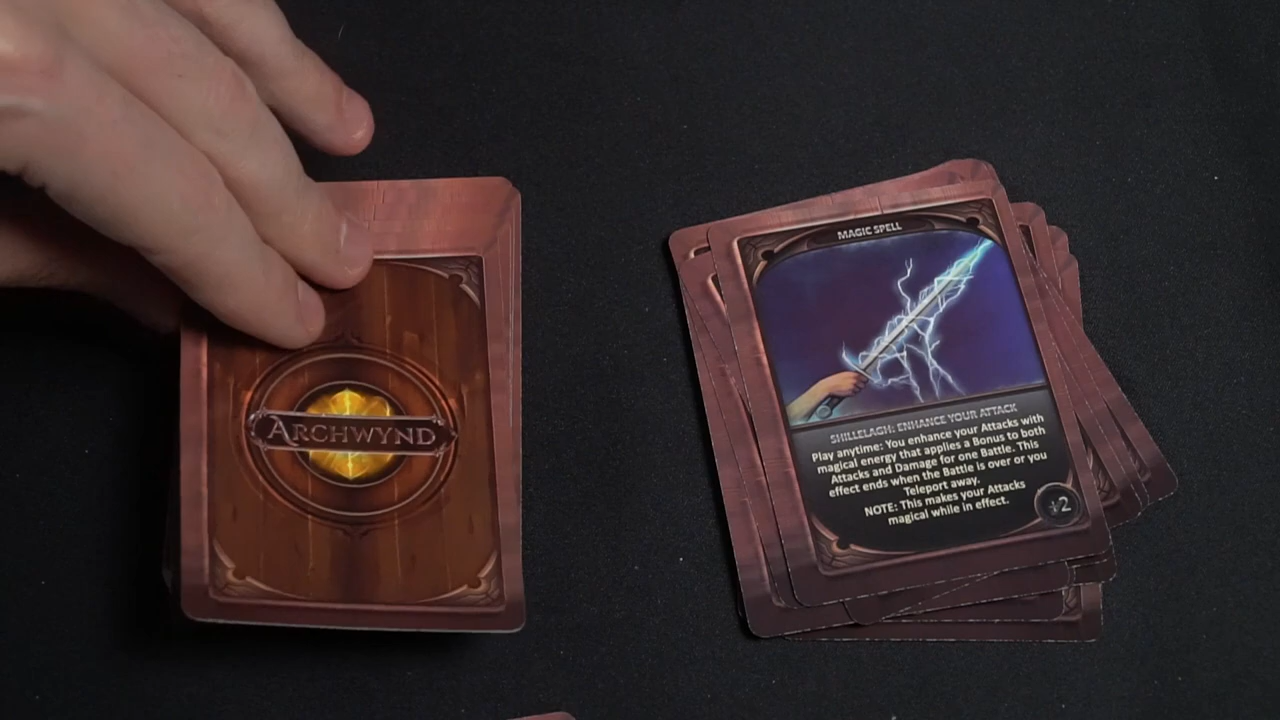 ARCHWYND
MAGIC SPELL
SHILLELAGH: ENHANCE YOUR ATTACK
Play anytime: You enhance your Attacks with
magical energy that applies a Bonus to both
Attacks and Damage for one Battle. This
effect ends when the Battle is over or you
Teleport away.
NOTE: This makes your Attacks
magical while in effect.
+2